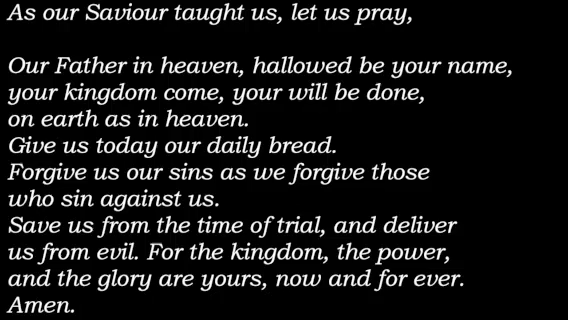 As our Saviour taught us, let us pray,
Our Father in heaven, hallowed be your name,
your kingdom come, your will be done,
on earth as in heaven.
Give us today our daily bread.
Forgive us our sins as we forgive those
who sin against us.
Save us from the time of trial, and deliver
us from evil. For the kingdom, the power,
and the glory are yours, now and for ever.
Amen.